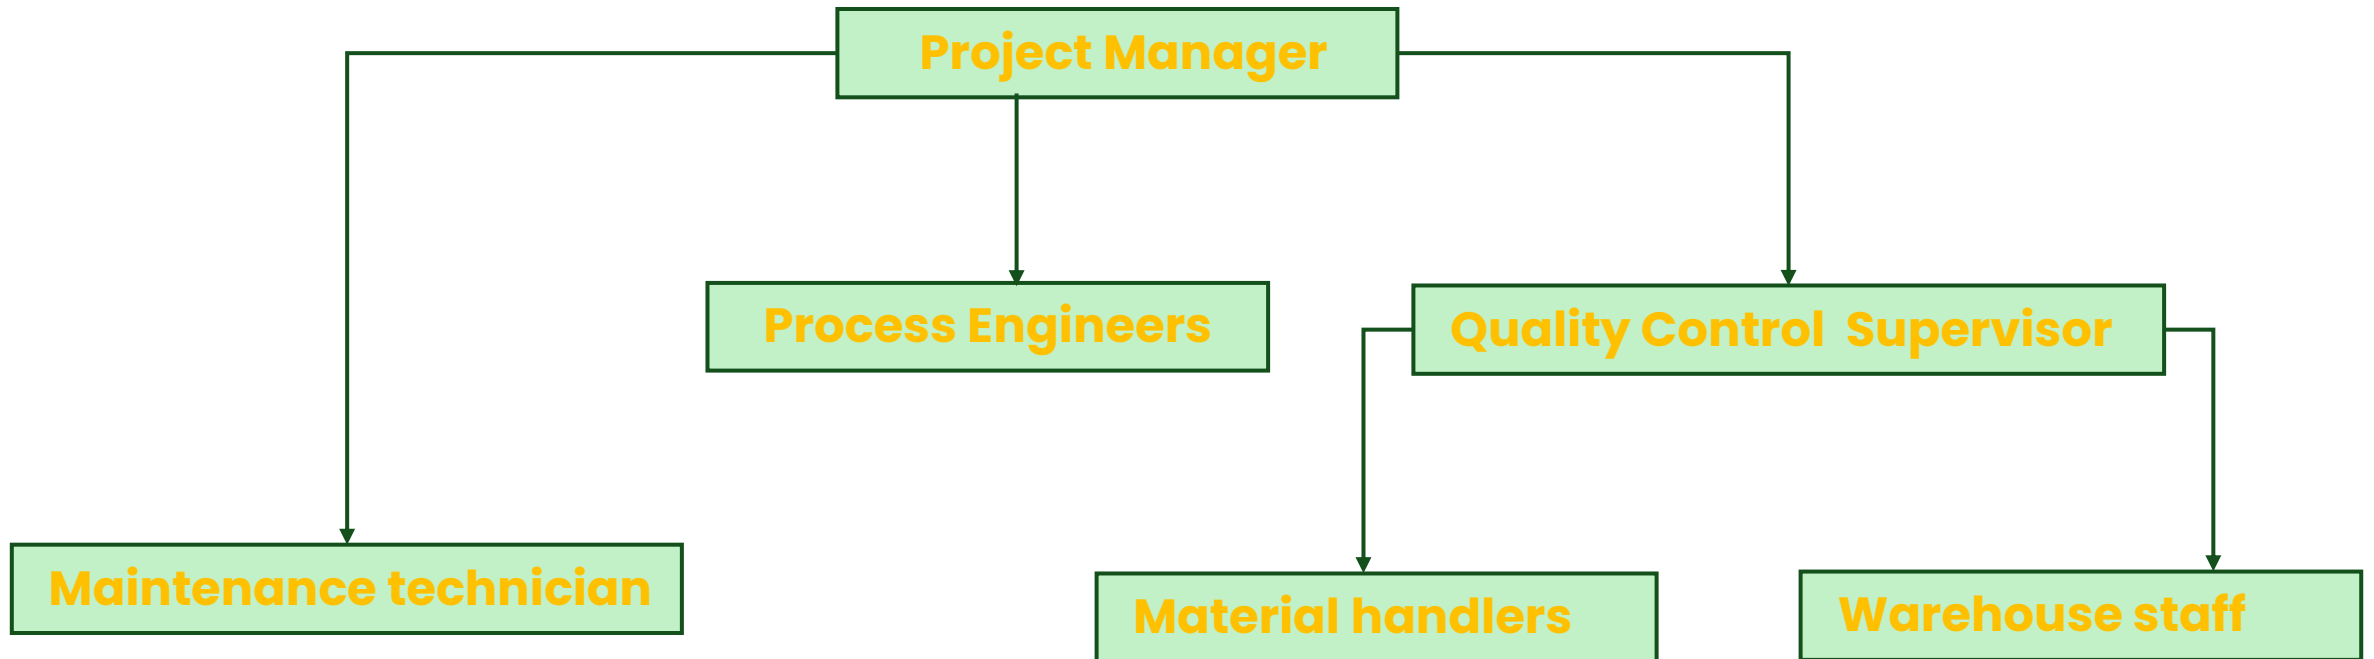 Project Manager
Process Engineers
Quality Control  Supervisor
Maintenance technician
Material handlers
Warehouse staff